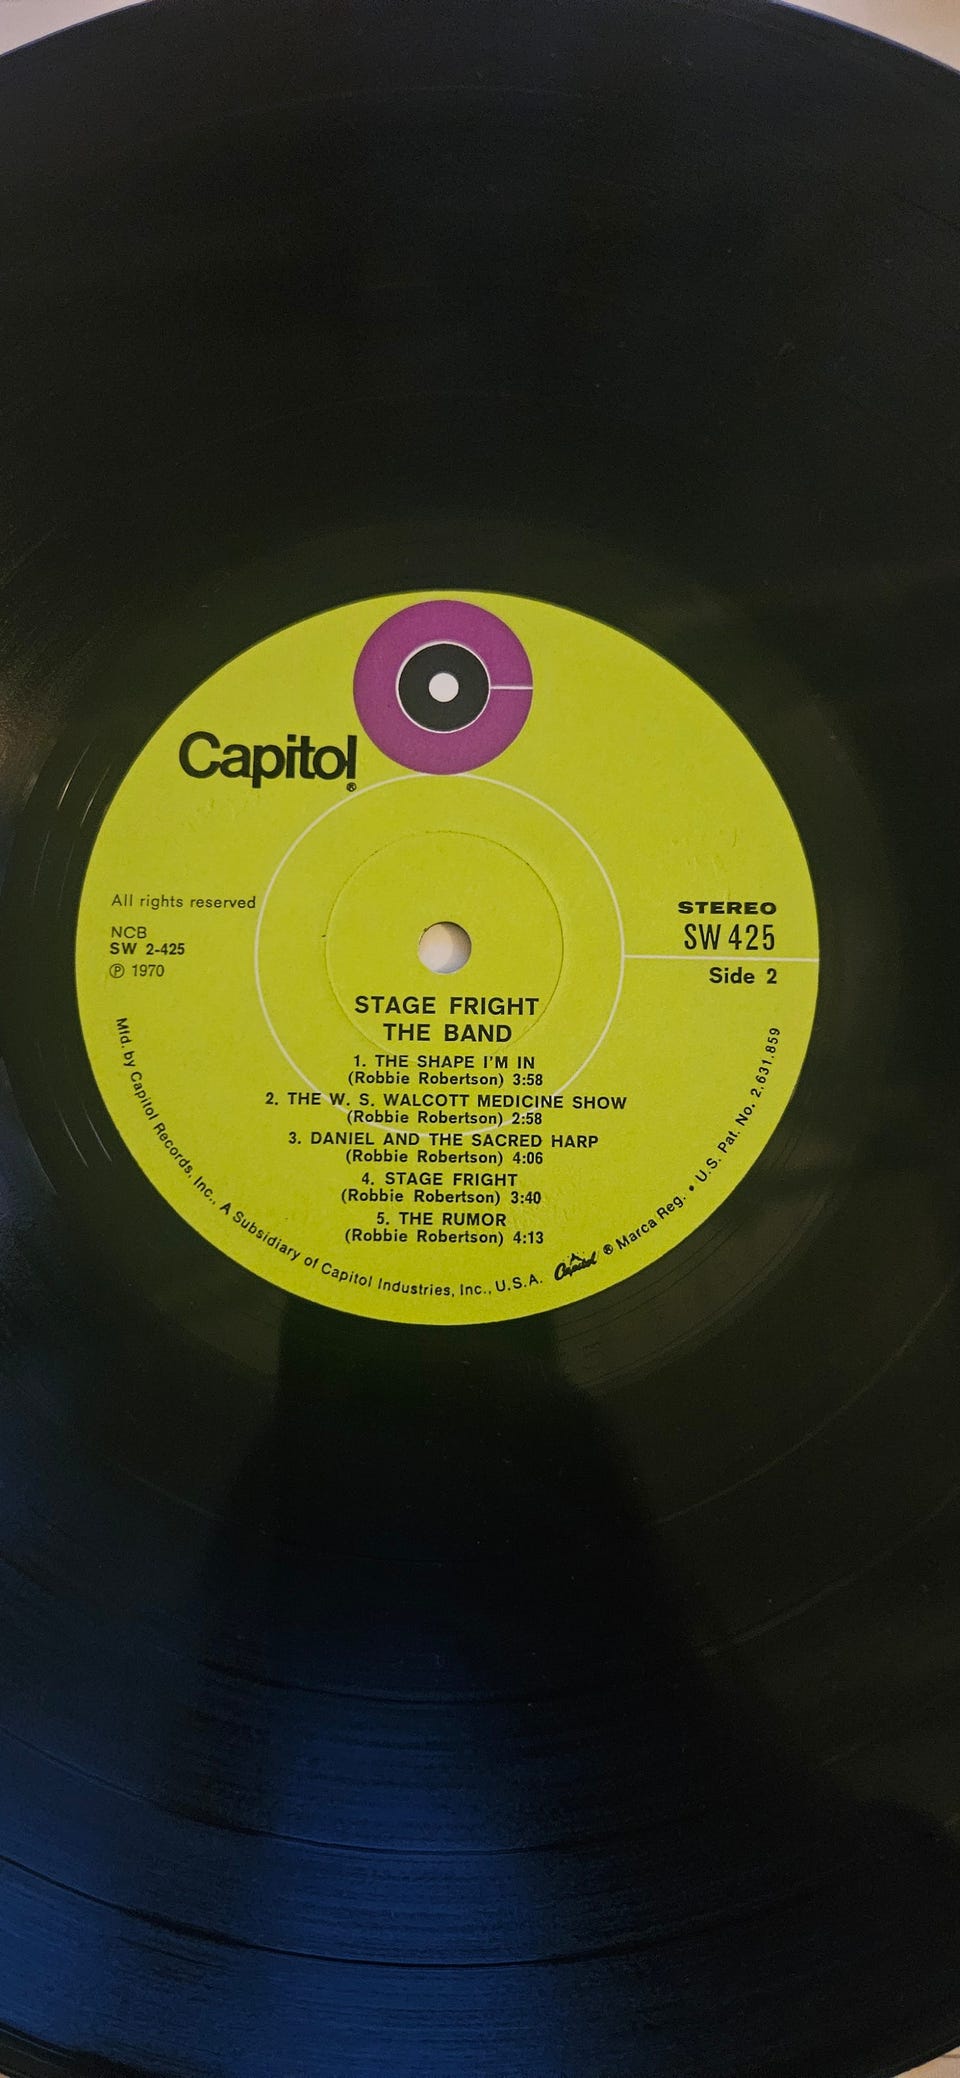 Capitol®
All rights reserved
NCB
SW 2-425
℗ 1970
STEREO
SW 425
Side 2
STAGE FRIGHT
THE BAND
1. THE SHAPE I'M IN
(Robbie Robertson) 3:58
2. THE W. S. WALCOTT MEDICINE SHOW
(Robbie Robertson) 2:58
3. DANIEL AND THE SACRED HARP
(Robbie Robertson) 4:06
4. STAGE FRIGHT
(Robbie Robertson) 3:40
5. THE RUMOR
(Robbie Robertson) 4:13
Mfd. by Capitol Records, Inc., A Subsidiary of Capitol Industries, Inc., U.S.A. Capitol ® Marca Reg. • U.S. Pat. No. 2,631,859